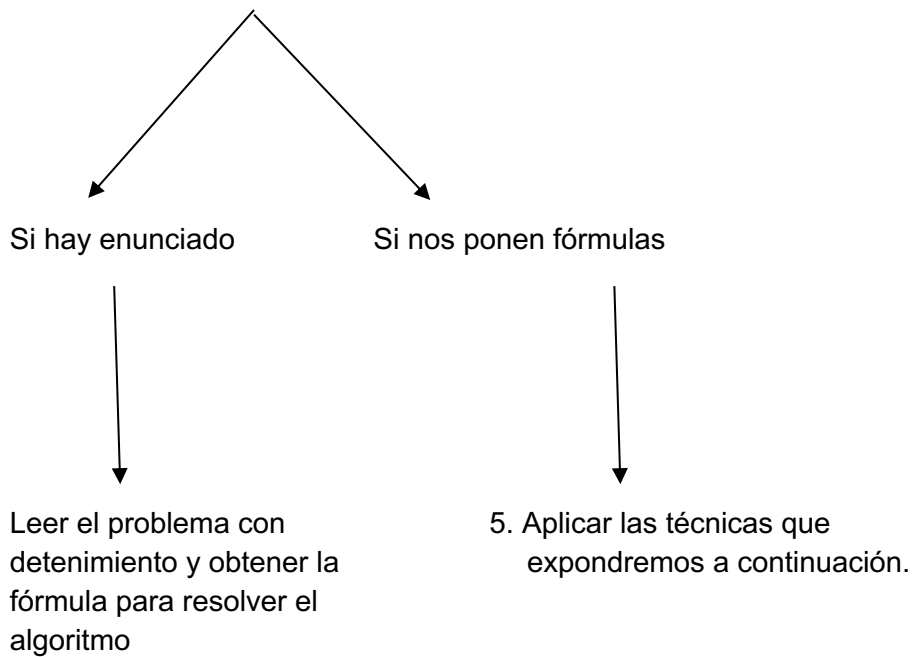 Si hay enunciado
Si nos ponen fórmulas
Leer el problema con
detenimiento y obtener la
fórmula para resolver el
algoritmo
5. Aplicar las técnicas que
expondremos a continuación.